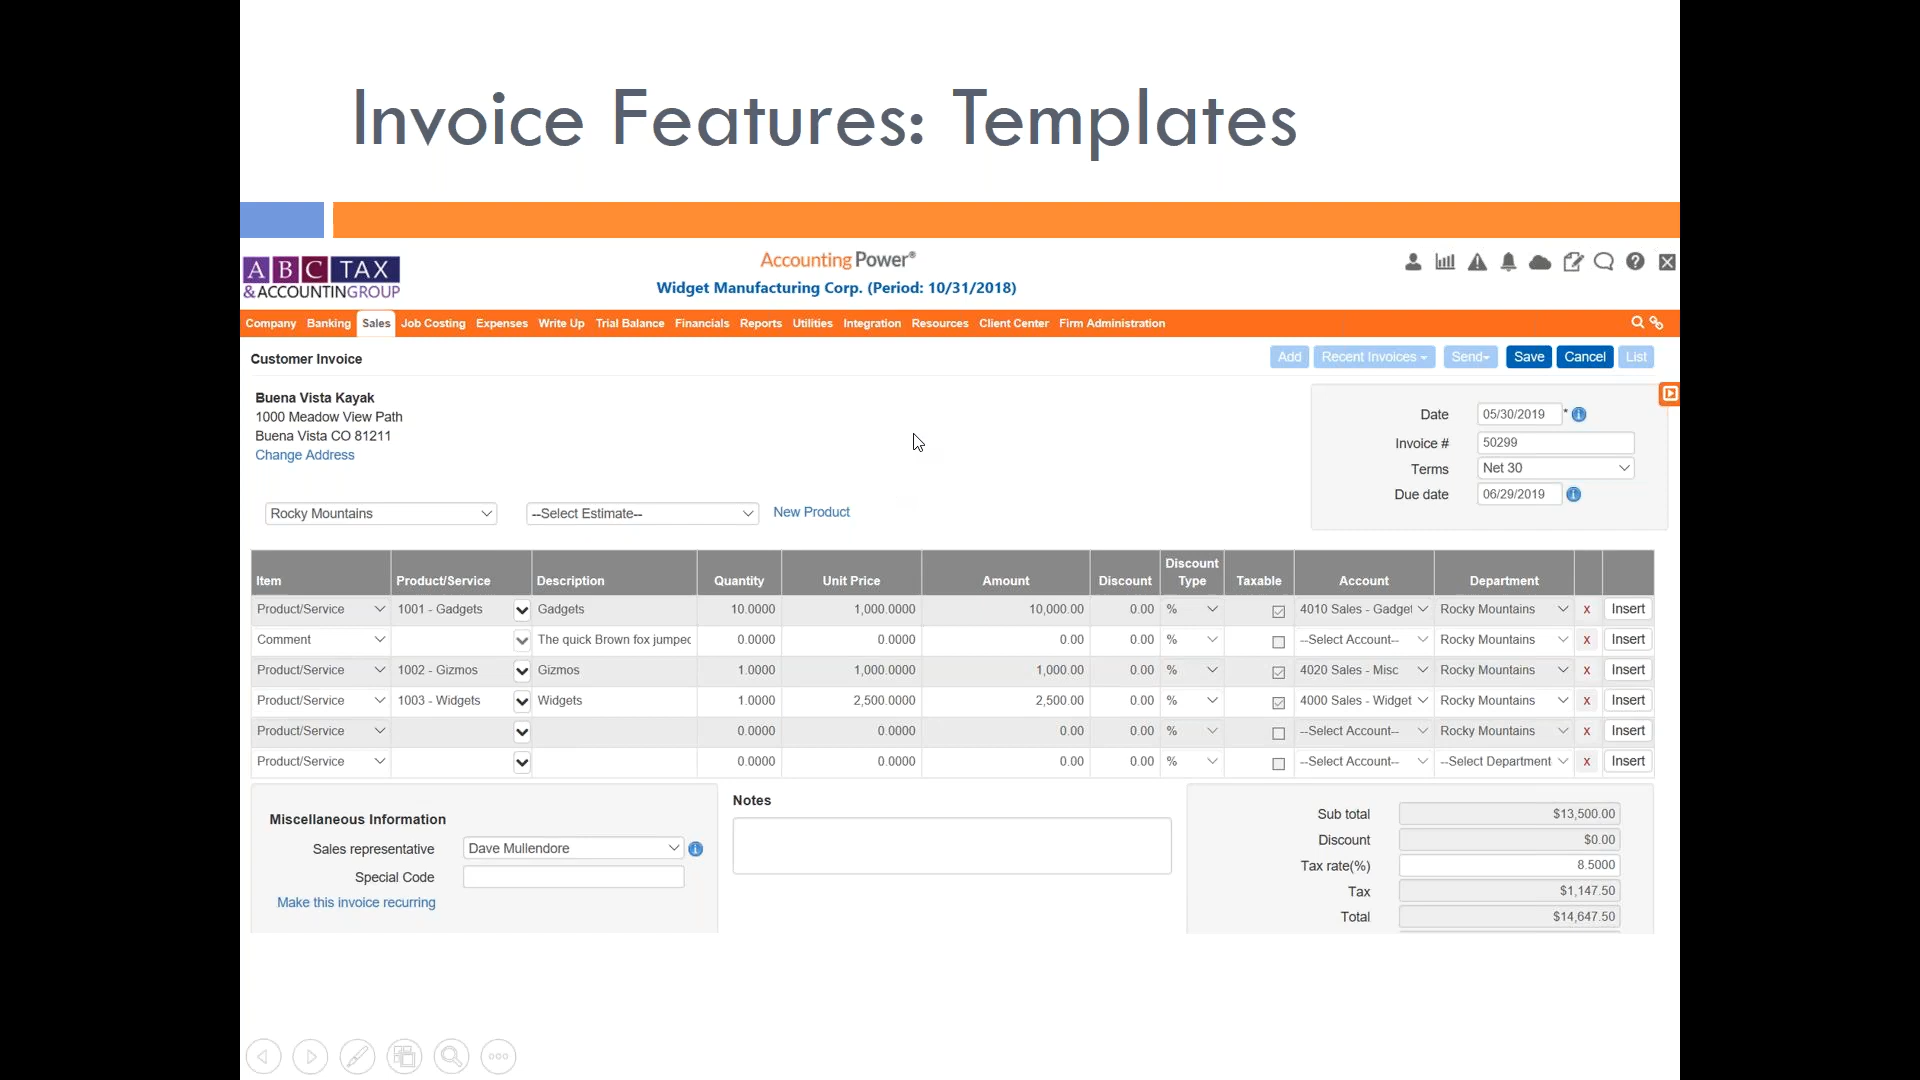 Invoice Features: Templates
ABC TAX
& ACCOUNTINGROUP
Accounting Power®
Widget Manufacturing Corp. (Period: 10/31/2018)
Company Banking Sales Job Costing Expenses Write Up Trial Balance Financials Reports Utilities Integration Resources Client Center Firm Administration
Customer Invoice
Add Recent Invoices Send Save Cancel List
Buena Vista Kayak
1000 Meadow View Path
Buena Vista CO 81211
Change Address
Date 05/30/2019 *
Invoice # 50299
Terms Net 30
Due date 06/29/2019
Rocky Mountains --Select Estimate-- New Product
Item Product/Service Description Quantity Unit Price Amount Discount Discount Type Taxable Account Department
Product/Service 1001 - Gadgets Gadgets 10.0000 1,000.0000 10,000.00 0.00 % 4010 Sales - Gadget Rocky Mountains x Insert
Comment The quick Brown fox jumped 0.0000 0.0000 0.00 0.00 % --Select Account-- Rocky Mountains x Insert
Product/Service 1002 - Gizmos Gizmos 1.0000 1,000.0000 1,000.00 0.00 % 4020 Sales - Misc Rocky Mountains x Insert
Product/Service 1003 - Widgets Widgets 1.0000 2,500.0000 2,500.00 0.00 % 4000 Sales - Widget Rocky Mountains x Insert
Product/Service 0.0000 0.0000 0.00 0.00 % --Select Account-- Rocky Mountains x Insert
Product/Service 0.0000 0.0000 0.00 0.00 % --Select Account-- --Select Department x Insert
Miscellaneous Information
Sales representative Dave Mullendore
Special Code
Make this invoice recurring
Notes
Sub total $13,500.00
Discount $0.00
Tax rate(%) 8.5000
Tax $1,147.50
Total $14,647.50